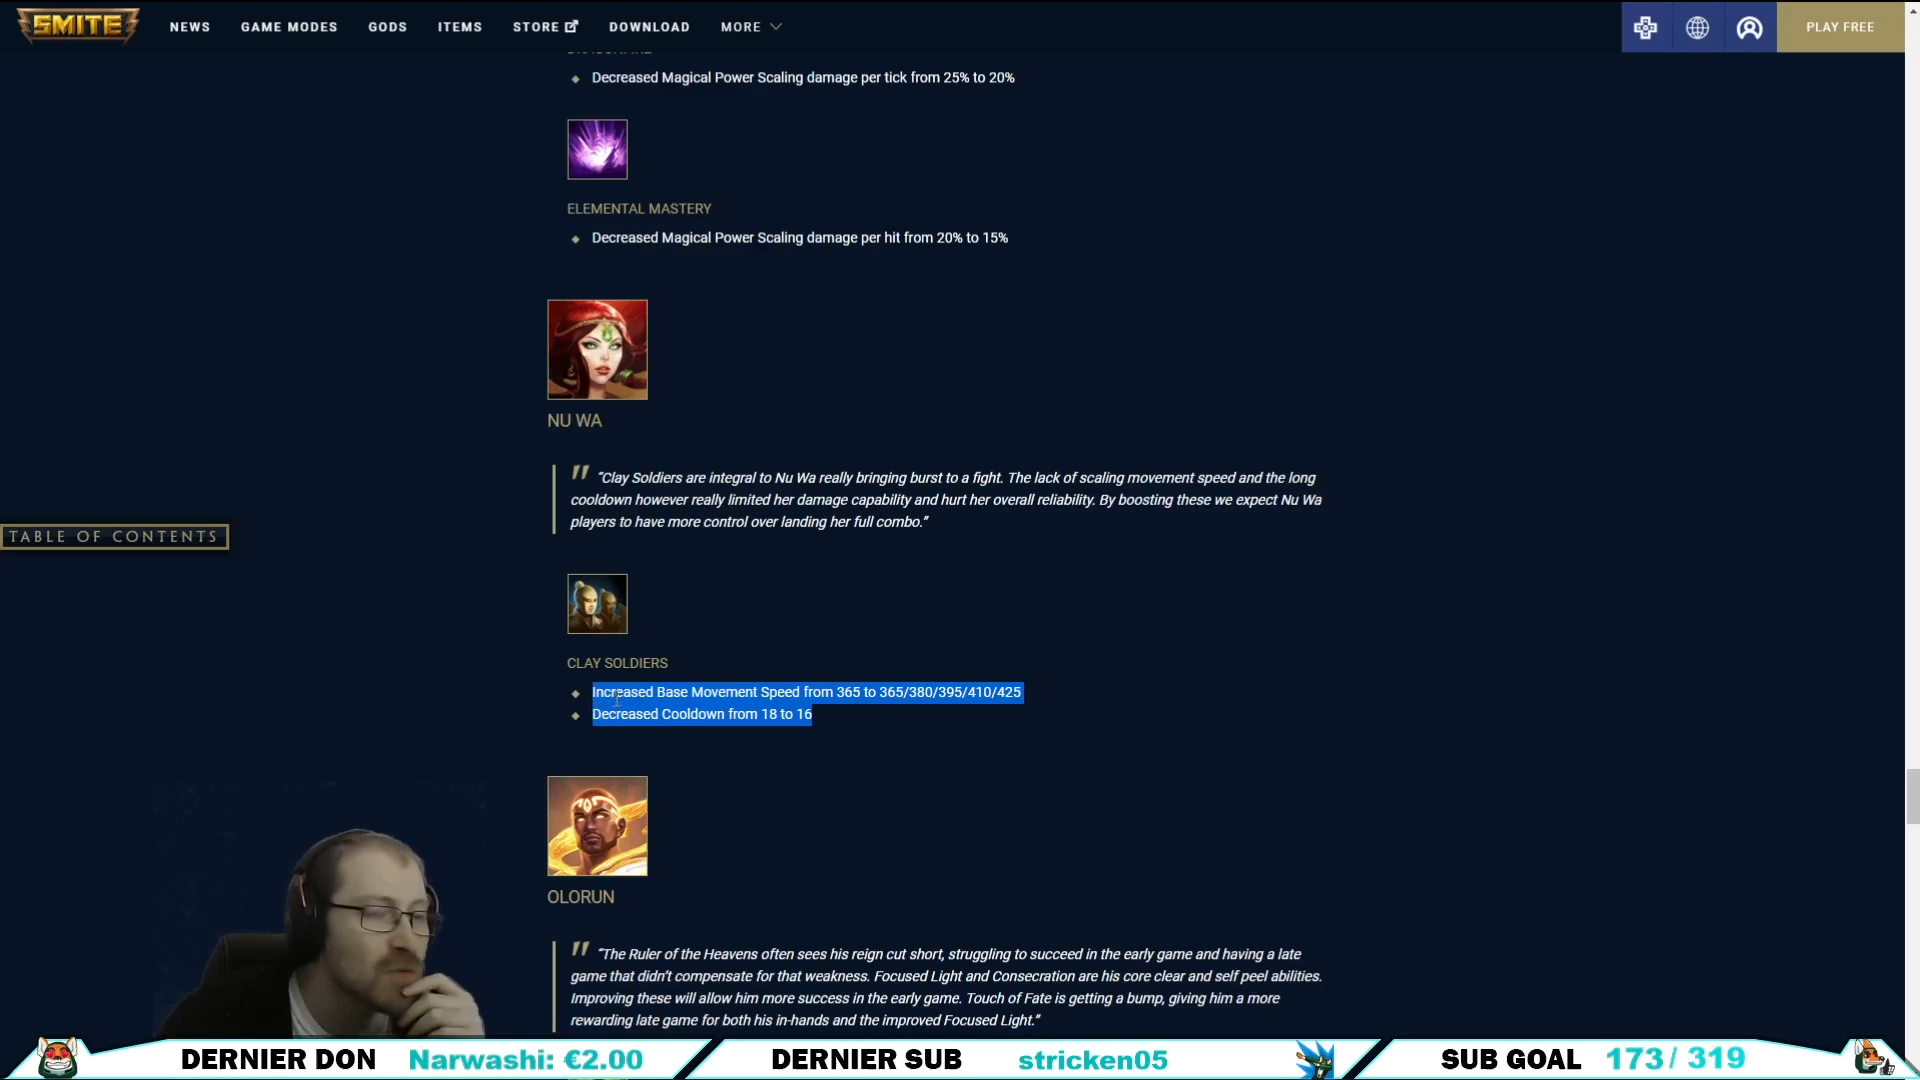 SMITE
NEWS
GAME MODES
GODS
ITEMS
STORE
DOWNLOAD
MORE
PLAY FREE
Decreased Magical Power Scaling damage per tick from 25% to 20%
ELEMENTAL MASTERY
Decreased Magical Power Scaling damage per hit from 20% to 15%
NU WA
" “Clay Soldiers are integral to Nu Wa really bringing burst to a fight. The lack of scaling movement speed and the long
cooldown however really limited her damage capability and hurt her overall reliability. By boosting these we expect Nu Wa
players to have more control over landing her full combo.”
TABLE OF CONTENTS
CLAY SOLDIERS
Increased Base Movement Speed from 365 to 365/380/395/410/425
Decreased Cooldown from 18 to 16
OLORUN
" “The Ruler of the Heavens often sees his reign cut short, struggling to succeed in the early game and having a late
game that didn’t compensate for that weakness. Focused Light and Consecration are his core clear and self peel abilities.
Improving these will allow him more success in the early game. Touch of Fate is getting a bump, giving him a more
rewarding late game for both his in-hands and the improved Focused Light.”
DERNIER DON Narwashi: €2.00
DERNIER SUB stricken05
SUB GOAL 173 / 319